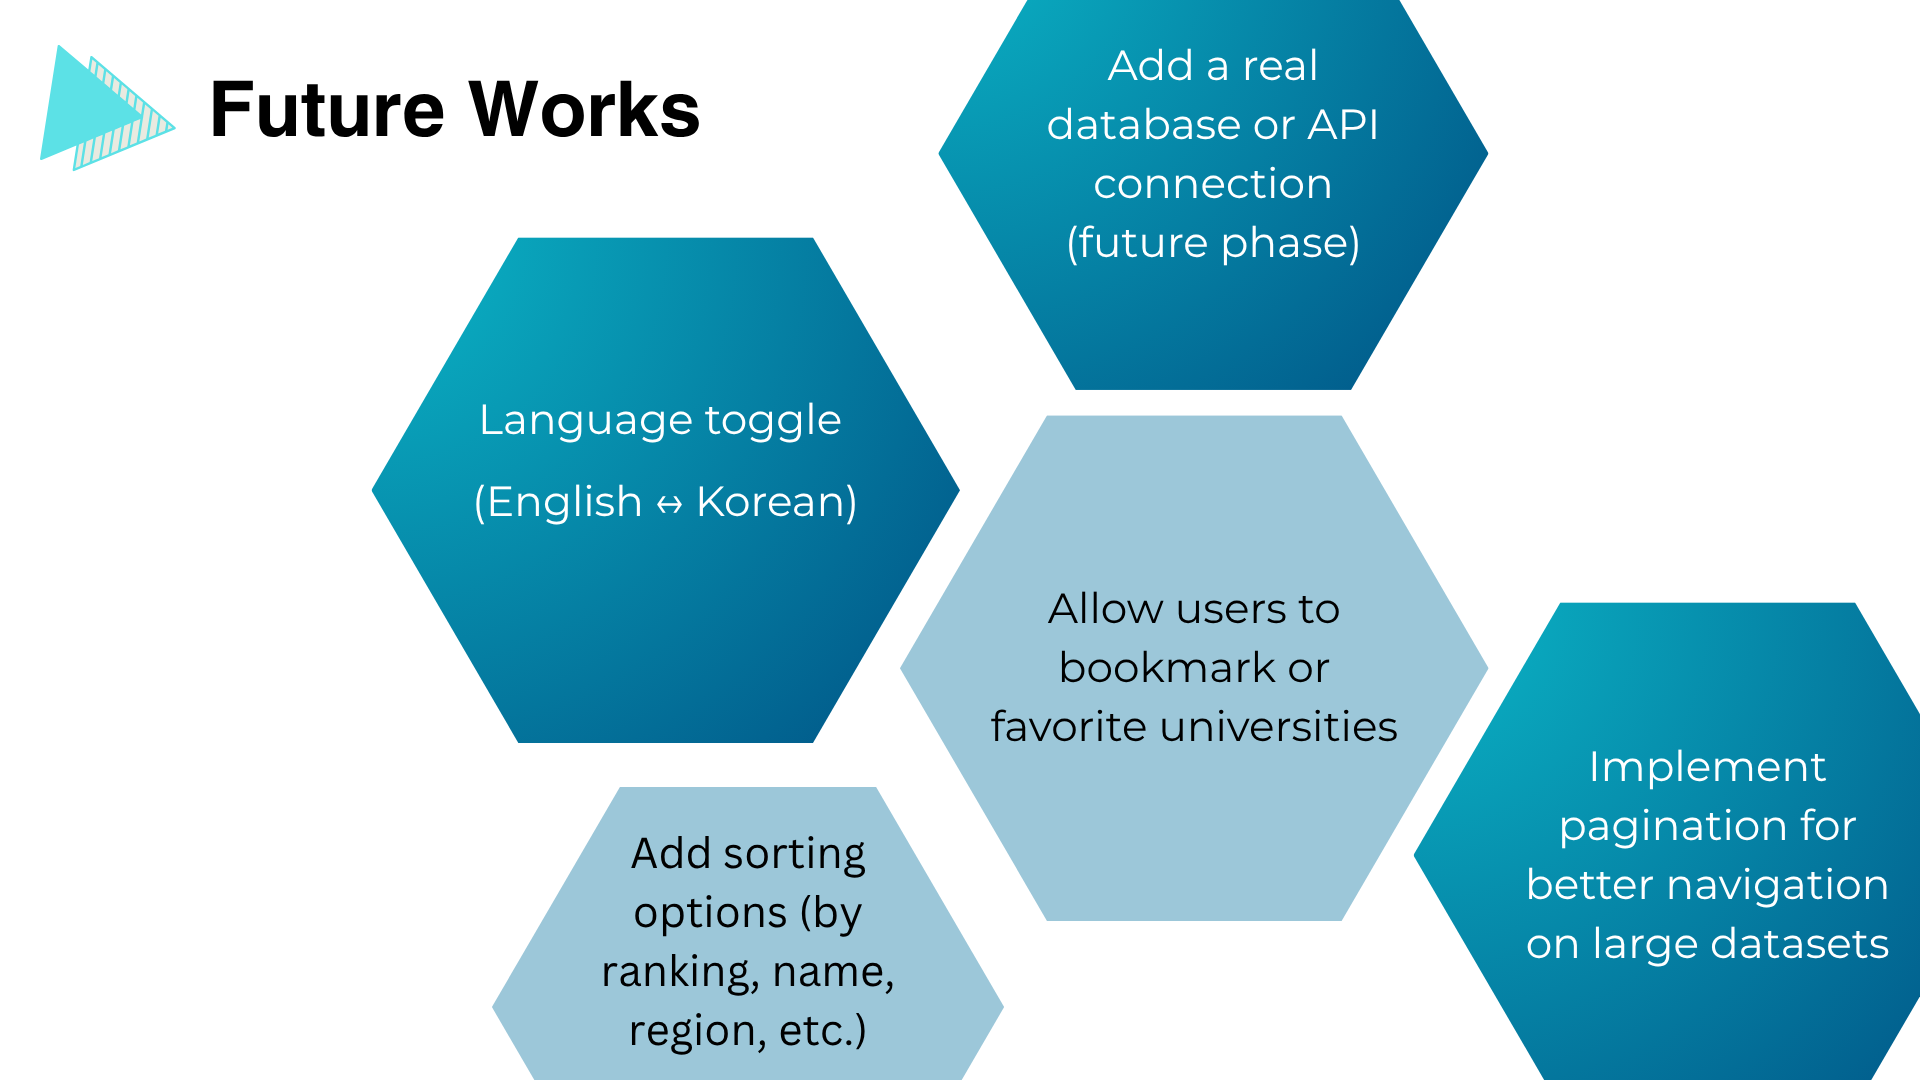 Future Works
Add a real
database or API
connection
(future phase)
Language toggle
(English ↔ Korean)
Allow users to
bookmark or
favorite universities
Implement
pagination for
better navigation
on large datasets
Add sorting
options (by
ranking, name,
region, etc.)